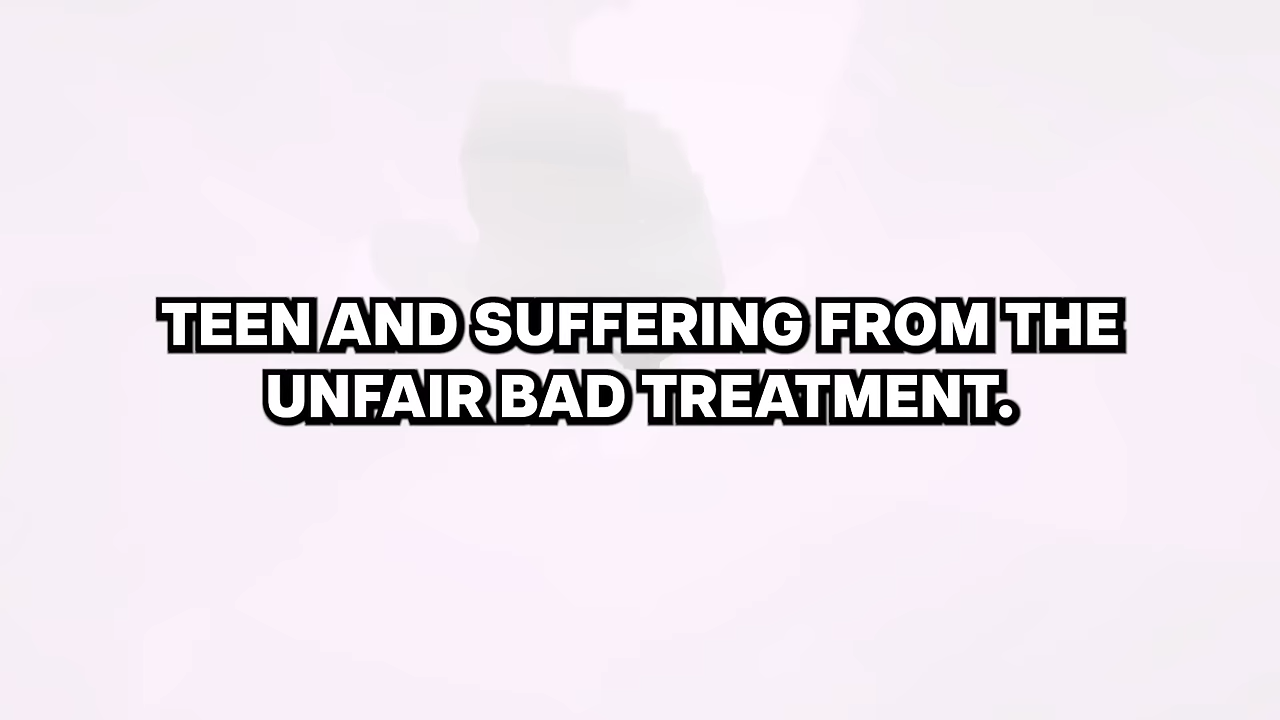 TEEN AND SUFFERING FROM THE
UNFAIR BAD TREATMENT.